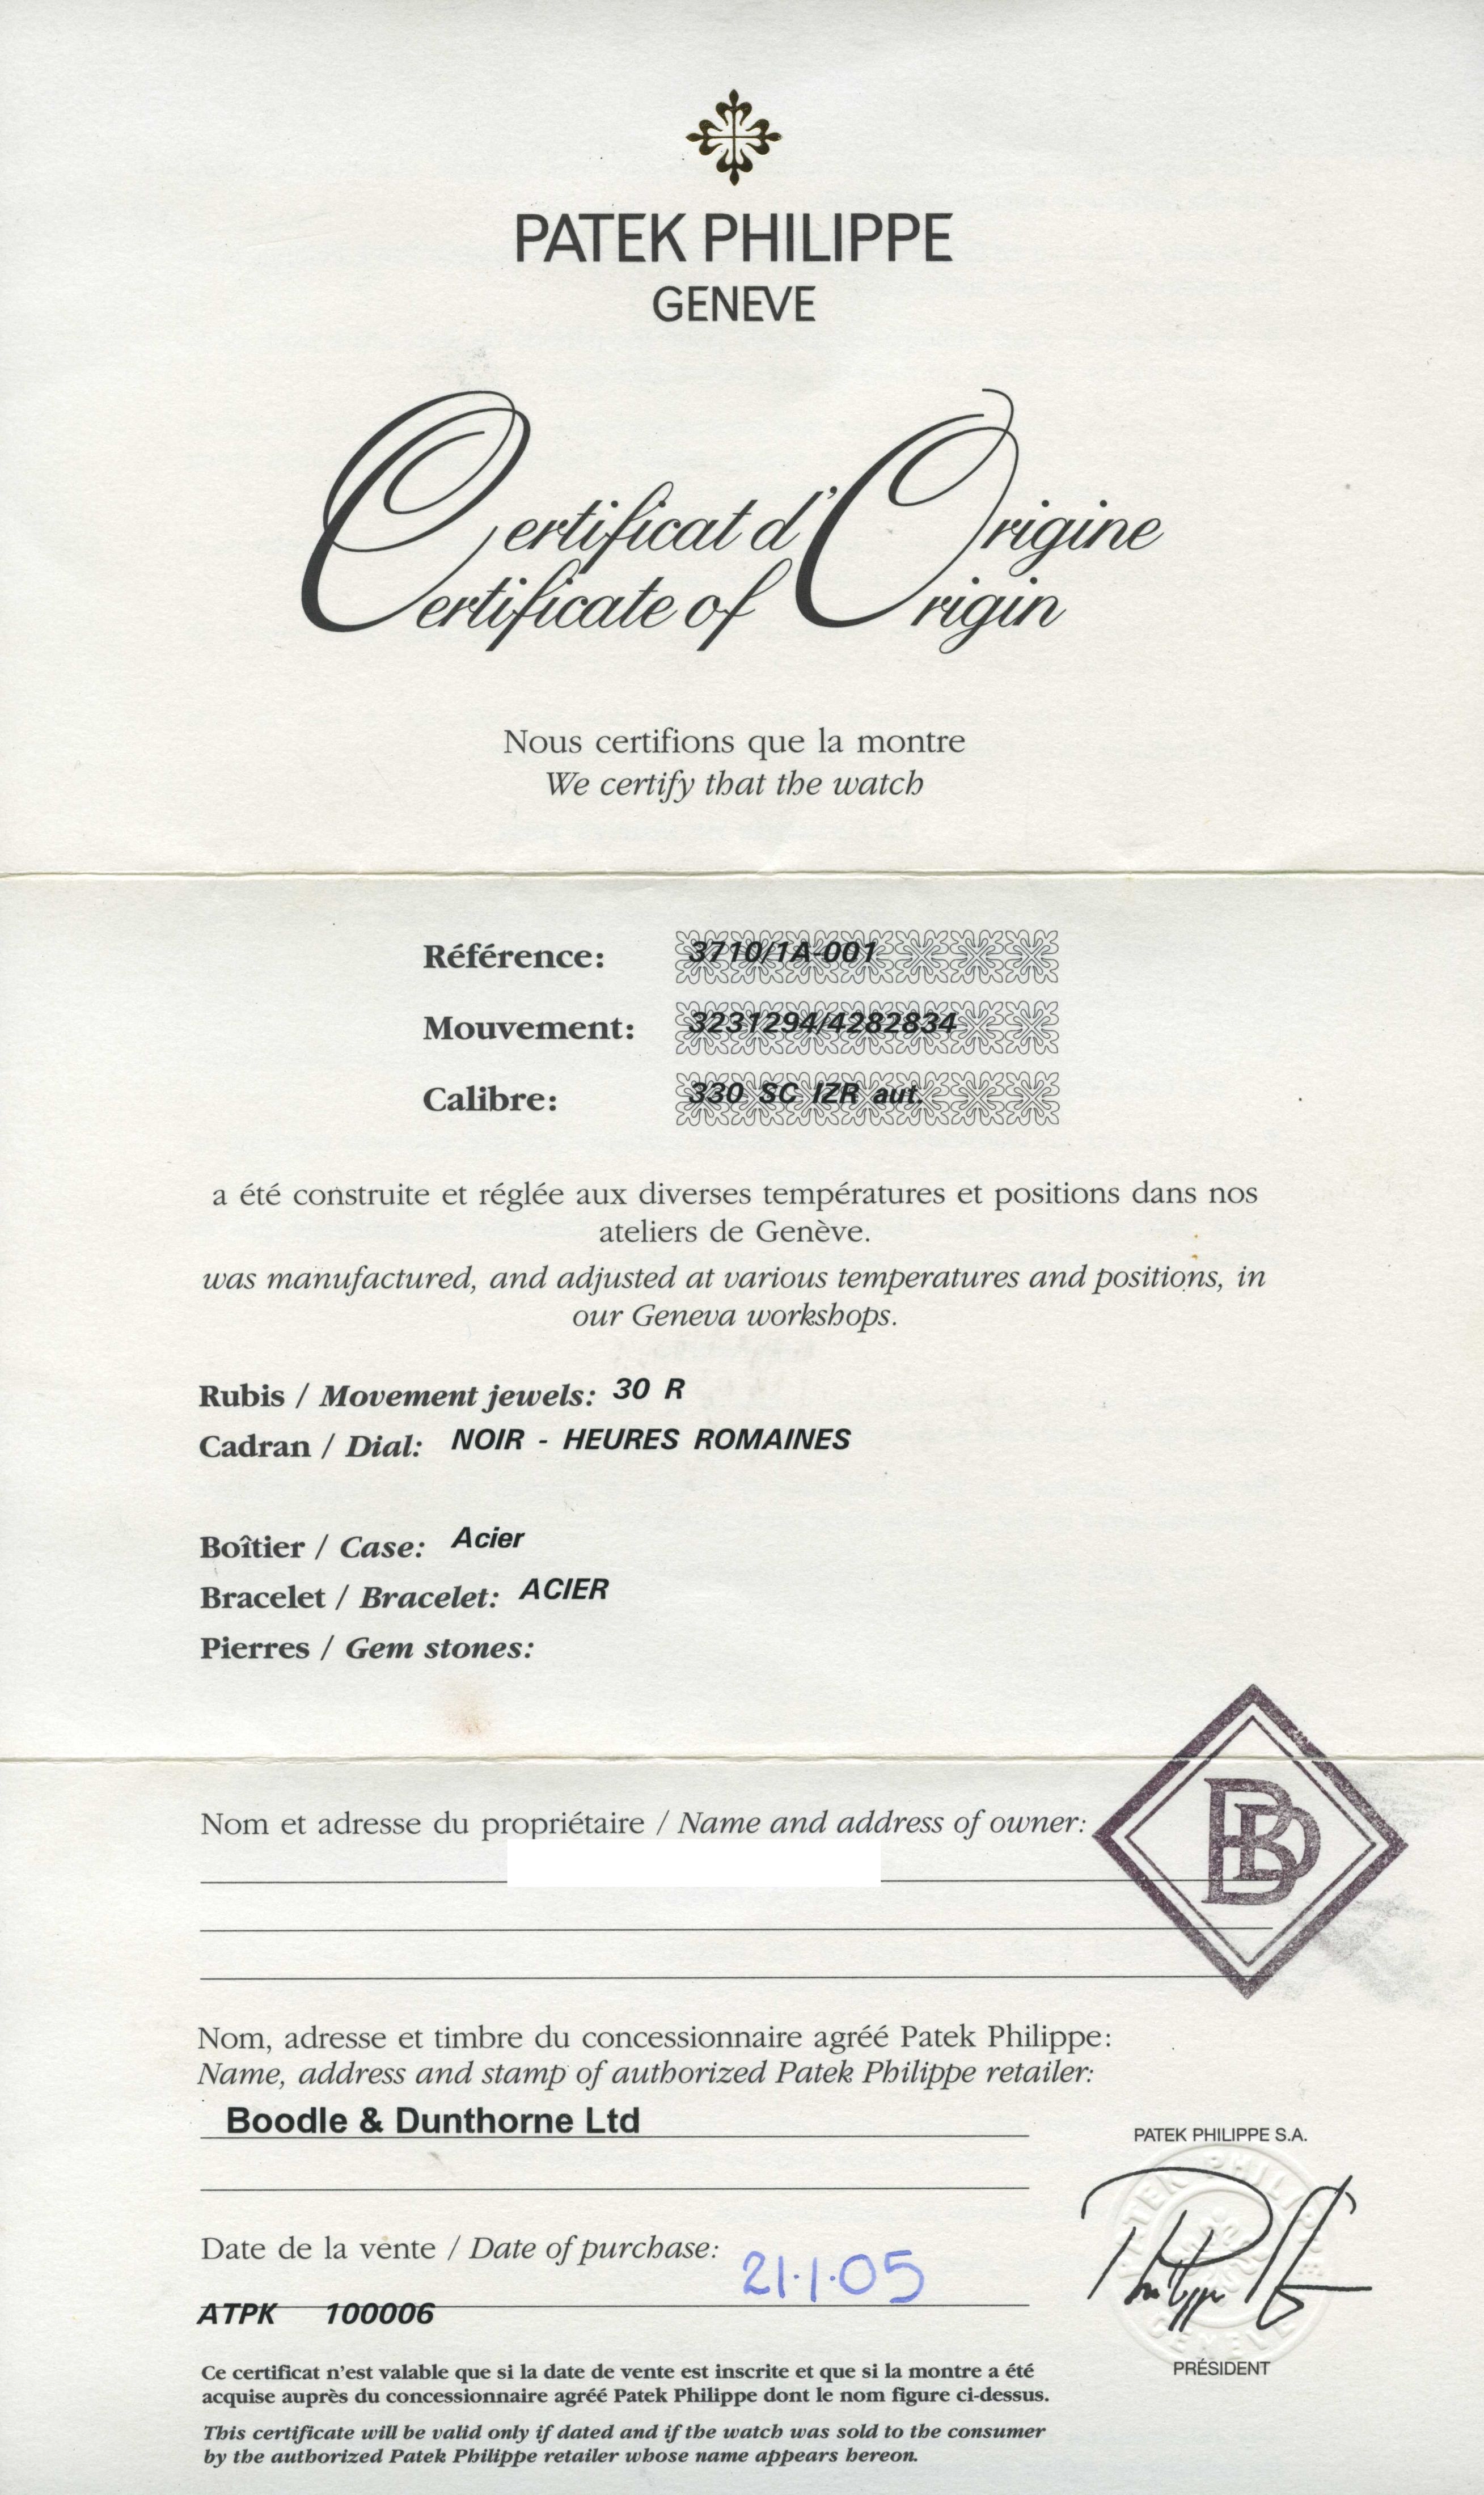 PATEK PHILIPPE
GENEVE
Certificat d'Origine
Certificate of Origin
Nous certifions que la montre
We certify that the watch
Référence: 3710/1A-001
Mouvement: 3231294/4282834
Calibre: 330 SC IZR aut.
a été construite et réglée aux diverses températures et positions dans nos
ateliers de Genève.
was manufactured, and adjusted at various temperatures and positions, in
our Geneva workshops.
Rubis / Movement jewels: 30 R
Cadran / Dial: NOIR - HEURES ROMAINES
Boîtier / Case: Acier
Bracelet / Bracelet: ACIER
Pierres / Gem stones:
Nom et adresse du propriétaire / Name and address of owner:
BD
Nom, adresse et timbre du concessionnaire agréé Patek Philippe:
Name, address and stamp of authorized Patek Philippe retailer:
Boodle & Dunthorne Ltd
PATEK PHILIPPE S.A.
PATEK PHILIPPE
GENEVE
Date de la vente / Date of purchase: 21.1.05
ATPK 100006
PRÉSIDENT
Ce certificat n'est valable que si la date de vente est inscrite et que si la montre a été
acquise auprès du concessionnaire agréé Patek Philippe dont le nom figure ci-dessus.
This certificate will be valid only if dated and if the watch was sold to the consumer
by the authorized Patek Philippe retailer whose name appears hereon.